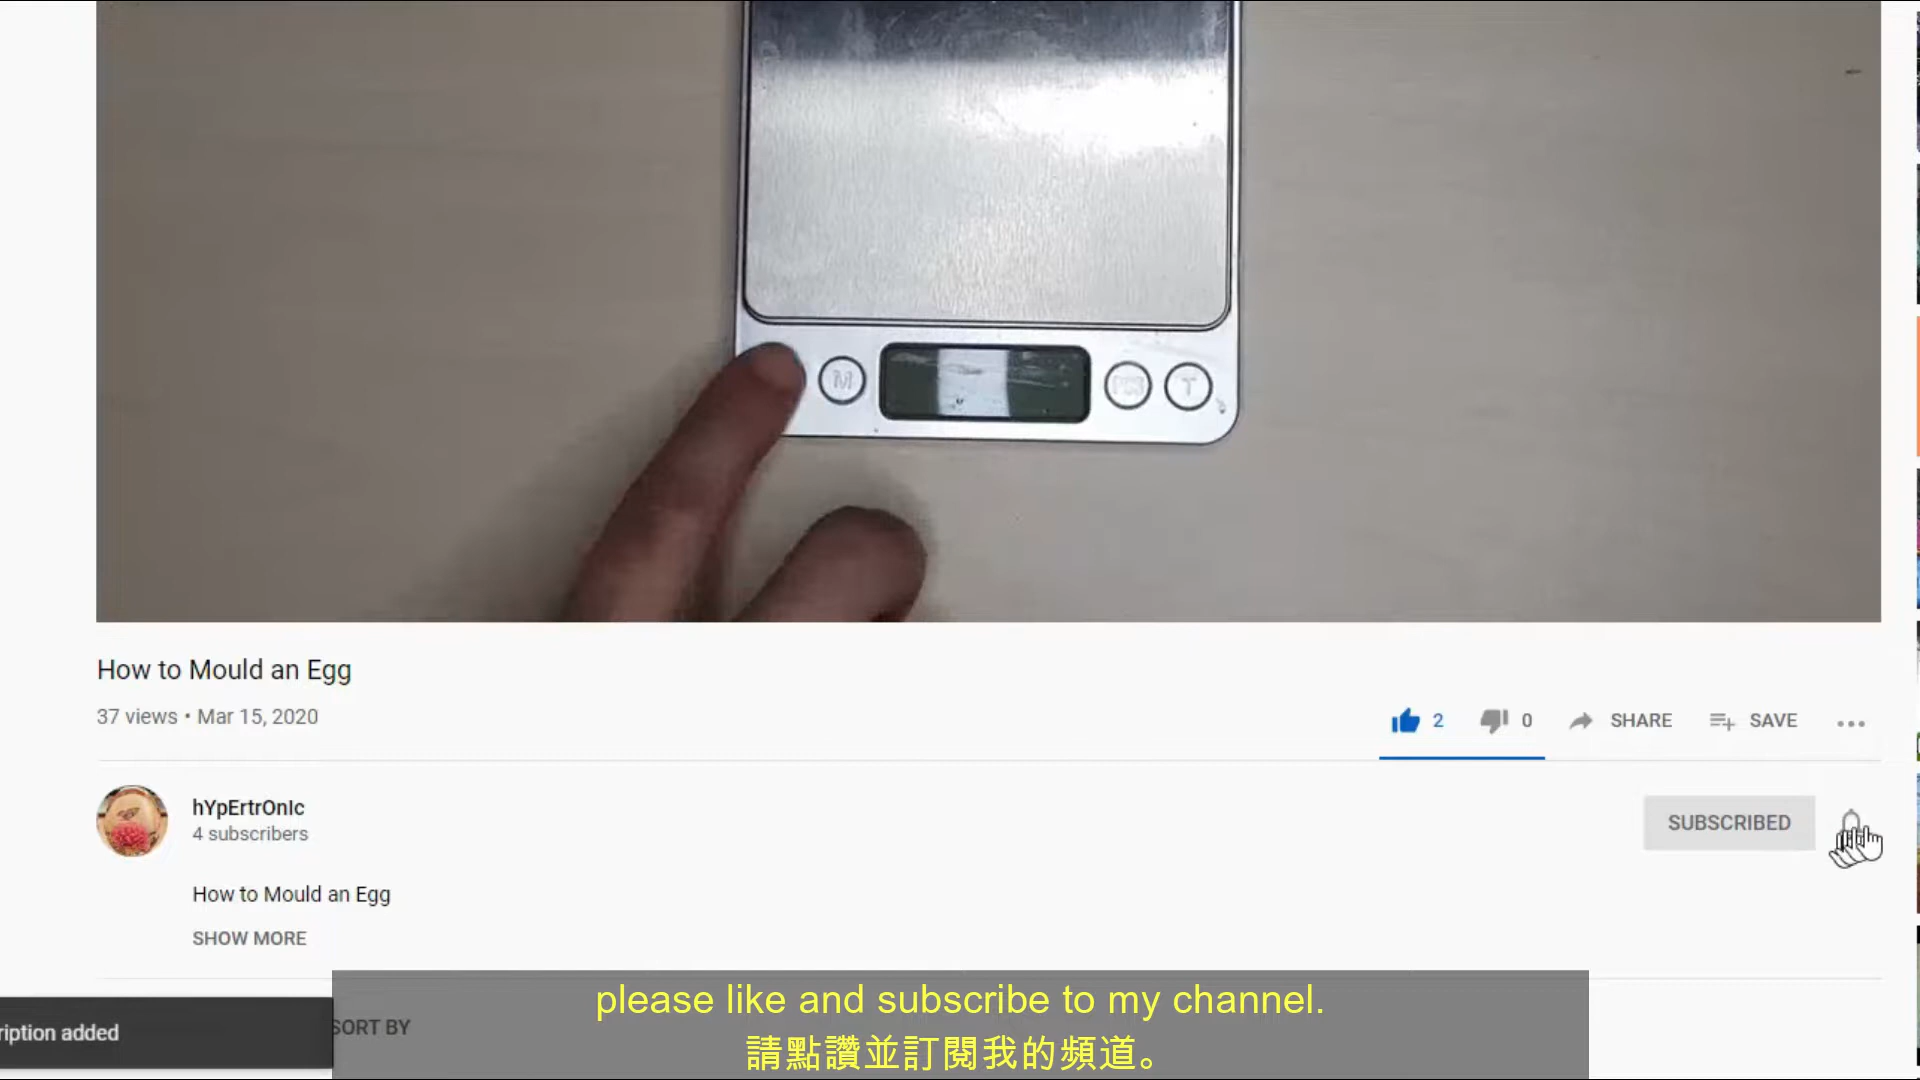 M
T
How to Mould an Egg
37 views • Mar 15, 2020
2
0
SHARE
SAVE
hYpErtrOnIc
4 subscribers
SUBSCRIBED
How to Mould an Egg
SHOW MORE
please like and subscribe to my channel.
ription added
SORT BY
請點讚並訂閱我的頻道。